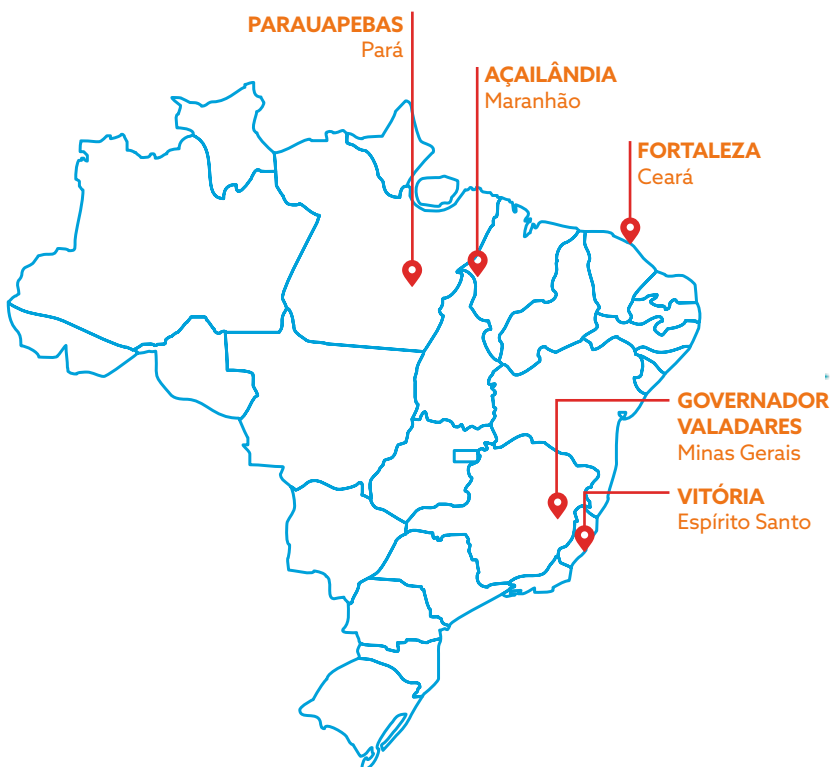 PARAUAPEBAS
Pará
AÇAILÂNDIA
Maranhão
FORTALEZA
Ceará
GOVERNADOR
VALADARES
Minas Gerais
VITÓRIA
Espírito Santo